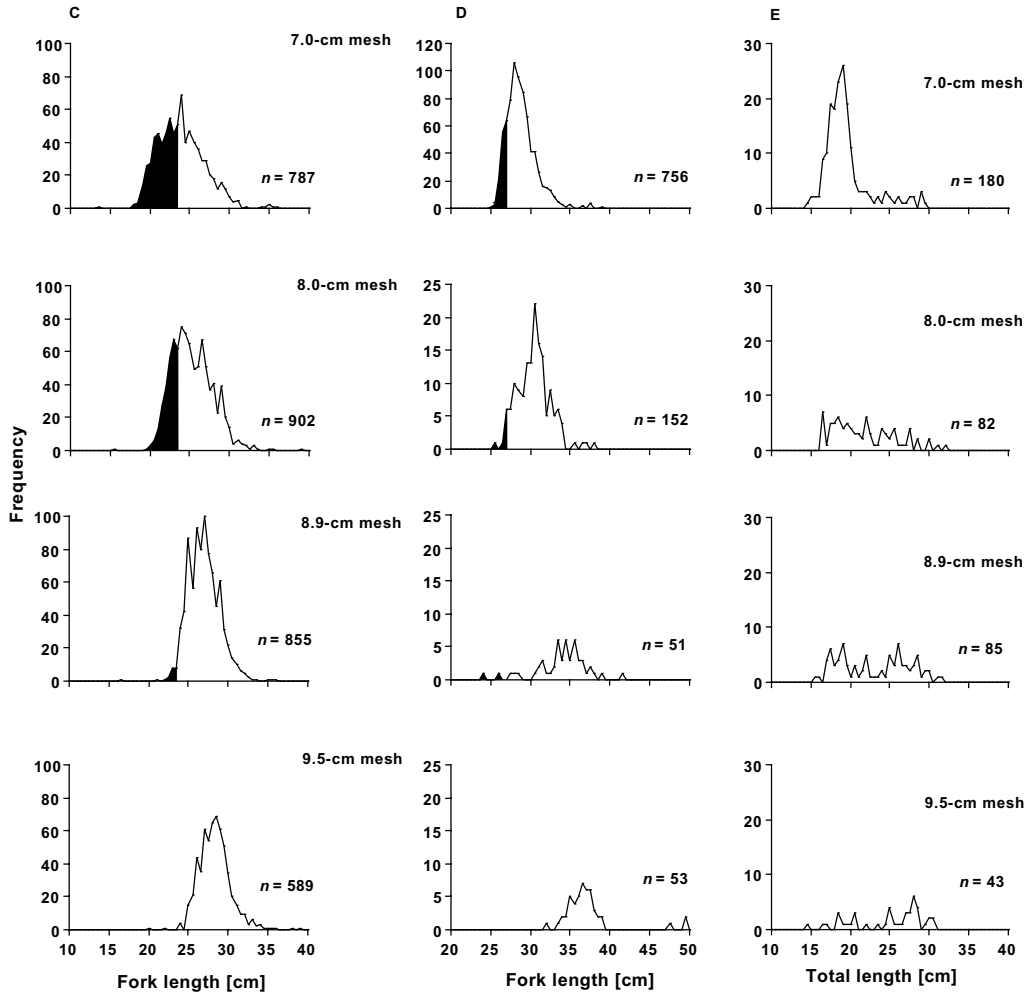 C
D
E
7.0-cm mesh
100
80
60
40
20
0
n = 787
120
100
80
60
40
20
0
n = 756
7.0-cm mesh
30
20
10
0
n = 180
8.0-cm mesh
100
80
60
40
20
0
n = 902
25
20
15
10
5
0
n = 152
8.0-cm mesh
30
20
10
0
n = 82
Frequency
8.9-cm mesh
100
80
60
40
20
0
n = 855
25
20
15
10
5
0
n = 51
8.9-cm mesh
30
20
10
0
n = 85
9.5-cm mesh
100
80
60
40
20
0
n = 589
10 15 20 25 30 35 40
Fork length [cm]
25
20
15
10
5
0
n = 53
20 25 30 35 40 45 50
Fork length [cm]
9.5-cm mesh
30
20
10
0
n = 43
10 15 20 25 30 35 40
Total length [cm]